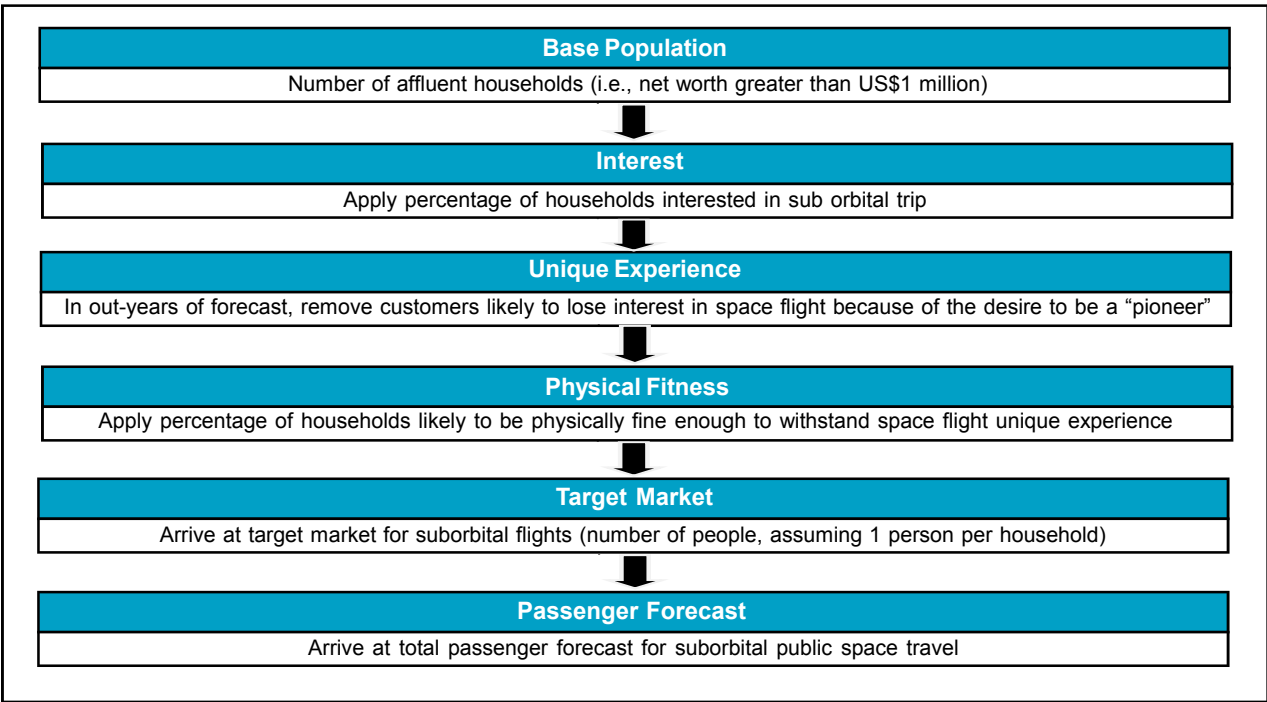 Base Population
Number of affluent households (i.e., net worth greater than US$1 million)
Interest
Apply percentage of households interested in sub orbital trip
Unique Experience
In out-years of forecast, remove customers likely to lose interest in space flight because of the desire to be a “pioneer”
Physical Fitness
Apply percentage of households likely to be physically fine enough to withstand space flight unique experience
Target Market
Arrive at target market for suborbital flights (number of people, assuming 1 person per household)
Passenger Forecast
Arrive at total passenger forecast for suborbital public space travel